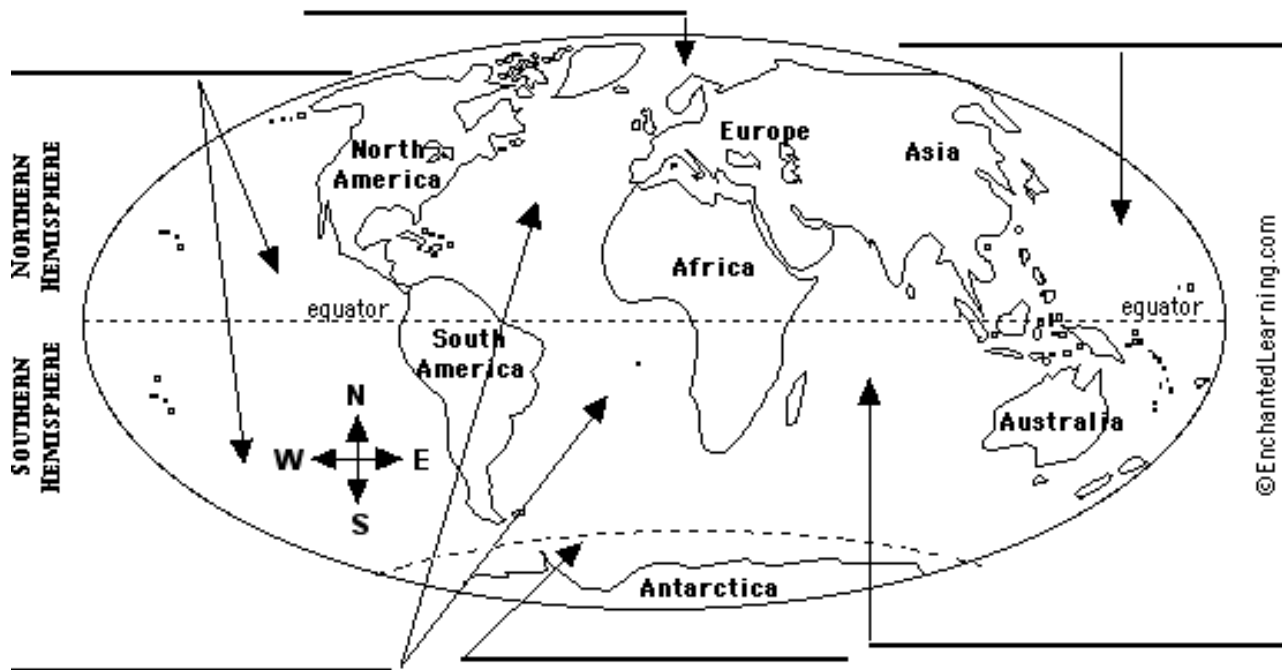 North
America
Europe
Asia
NORTHERN
HEMISPHERE
Africa
equator
equator
South
America
SOUTHERN
HEMISPHERE
N
W
E
S
Australia
Antarctica
©EnchantedLearning.com